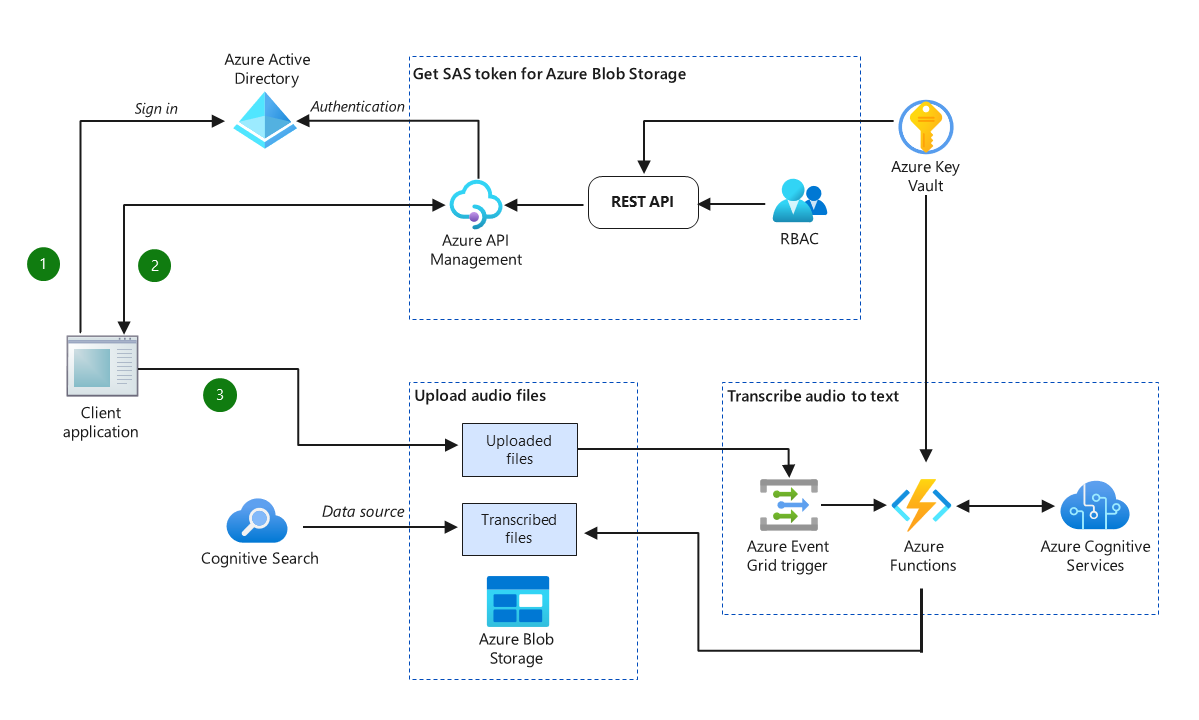 Azure Active
Directory
Get SAS token for Azure Blob Storage
Sign in
Authentication
Azure Key
Vault
REST API
RBAC
Azure API
Management
1
2
Client
application
3
Upload audio files
Uploaded
files
Transcribed
files
Azure Blob
Storage
Data source
Cognitive Search
Transcribe audio to text
Azure Event
Grid trigger
Azure
Functions
Azure Cognitive
Services